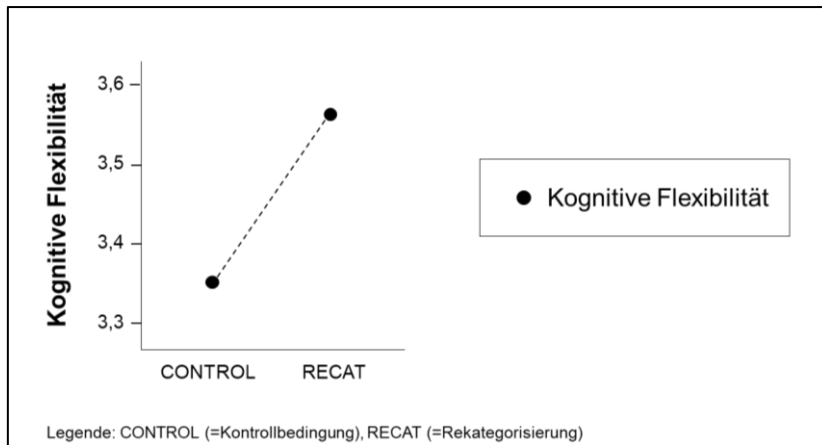 Kognitive Flexibilität
3,6
3,5
3,4
3,3
CONTROL RECAT
Kognitive Flexibilität
Legende: CONTROL (=Kontrollbedingung), RECAT (=Rekategorisierung)